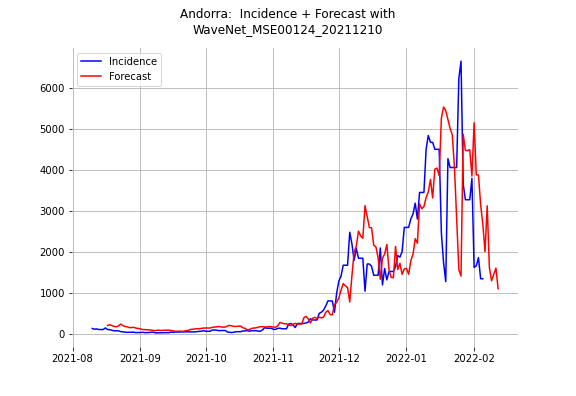 Andorra:  Incidence + Forecast with
WaveNet_MSE00124_20211210
Incidence
Forecast
6000
5000
4000
3000
2000
1000
0
2021-08 2021-09 2021-10 2021-11 2021-12 2022-01 2022-02